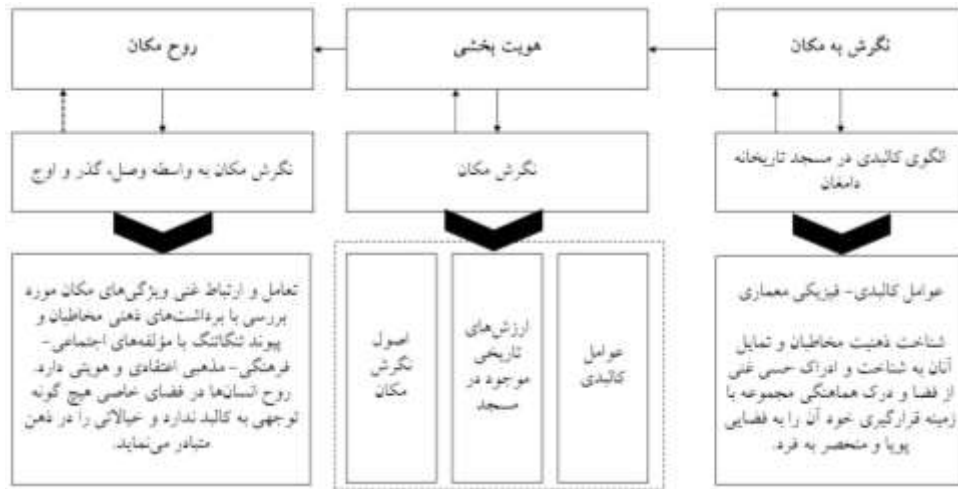 نگرش به مکان
هویت بخشی
روح مکان
الگوی کالبدی در مسجد تاریخانه
دامغان
نگرش مکان
نگرش مکان به واسطه وصل، گذر و اوج
عوامل کالبدی- فیزیکی معماری
شناخت ذهنیت مخاطبان و تمایل
آنان به شناخت و ادراک حسی غنی
از فضا و درک هماهنگی مجموعه با
زمینه قرارگیری خود آن را به فضایی
پویا و منحصر به فرد.
عوامل
کالبدی
ارزش‌های
تاریخی
موجود در
مسجد
اصول
نگرش
مکان
تعامل و ارتباط غنی ویژگی‌های مکان مورد
بررسی با برداشت‌های ذهنی مخاطبان و
پیوند تنگاتنگ با مؤلفه‌های اجتماعی-
فرهنگی- مذهبی اعتقادی و هویتی دارد.
روح انسان‌ها در فضای خاصی هیچ گونه
توجهی به کالبد ندارد و خیالاتی را در ذهن
متبادر می‌نماید.